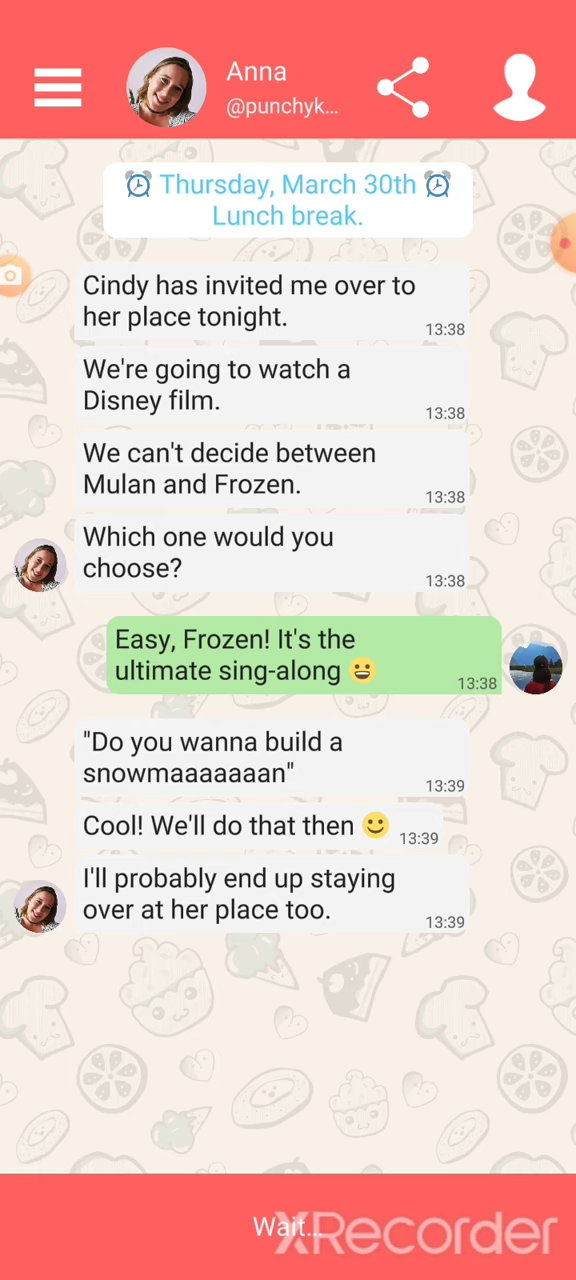 Anna
@punchyk...
Thursday, March 30th
Lunch break.
Cindy has invited me over to
her place tonight.
13:38
We're going to watch a
Disney film.
13:38
We can't decide between
Mulan and Frozen.
13:38
Which one would you
choose?
13:38
Easy, Frozen! It's the
ultimate sing-along 😀
13:38
"Do you wanna build a
snowmaaaaaaan"
13:39
Cool! We'll do that then 🙂
13:39
I'll probably end up staying
over at her place too.
13:39
Wait...
XRecorder